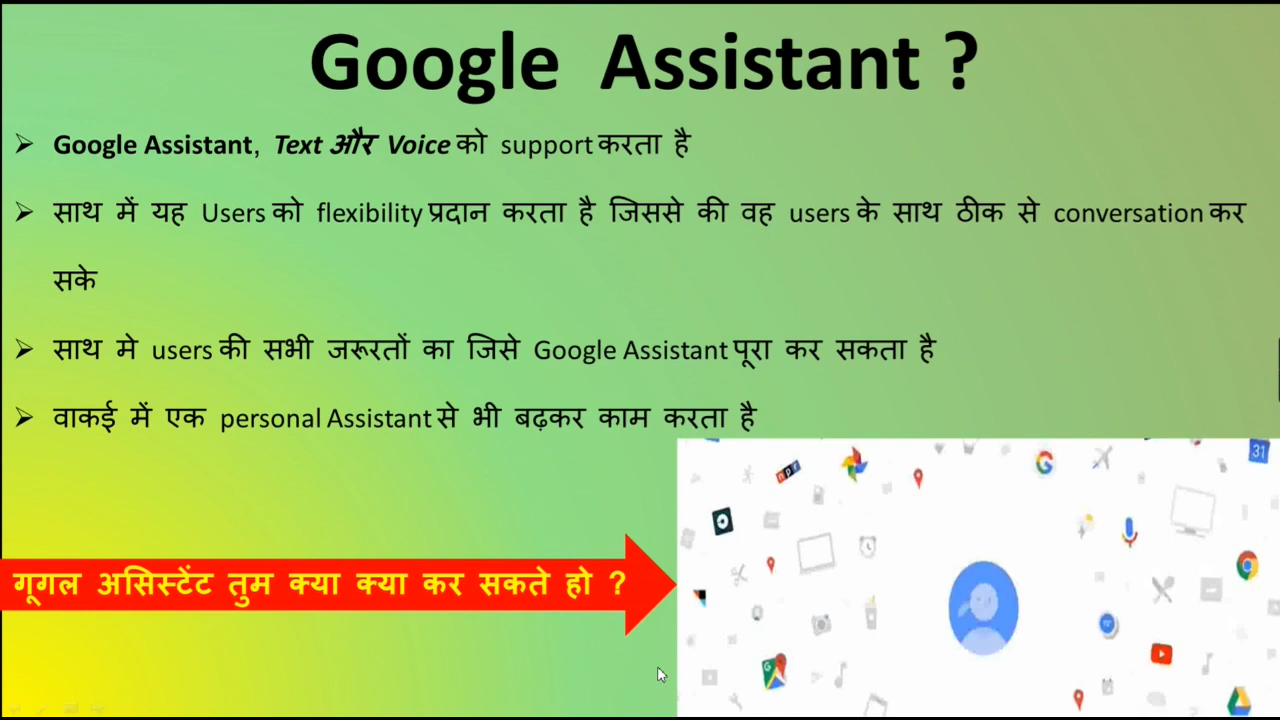 Google Assistant ?
➢ Google Assistant, Text और Voice को support करता है
➢ साथ में यह Users को flexibility प्रदान करता है जिससे की वह users के साथ ठीक से conversation कर
सके
➢ साथ मे users की सभी जरूरतों का जिसे Google Assistant पूरा कर सकता है
➢ वाकई में एक personal Assistant से भी बढ़कर काम करता है
31
npr
गूगल असिस्टेंट तुम क्या क्या कर सकते हो ?